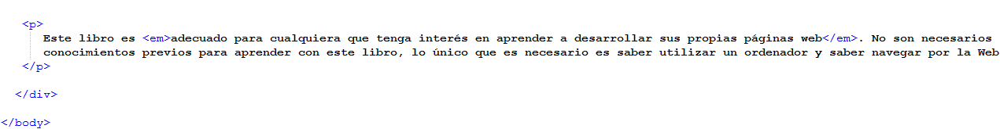 <p>
Este libro es <em>adecuado para cualquiera que tenga interés en aprender a desarrollar sus propias páginas web</em>. No son necesarios
conocimientos previos para aprender con este libro, lo único que es necesario es saber utilizar un ordenador y saber navegar por la Web
</p>
</div>
</body>